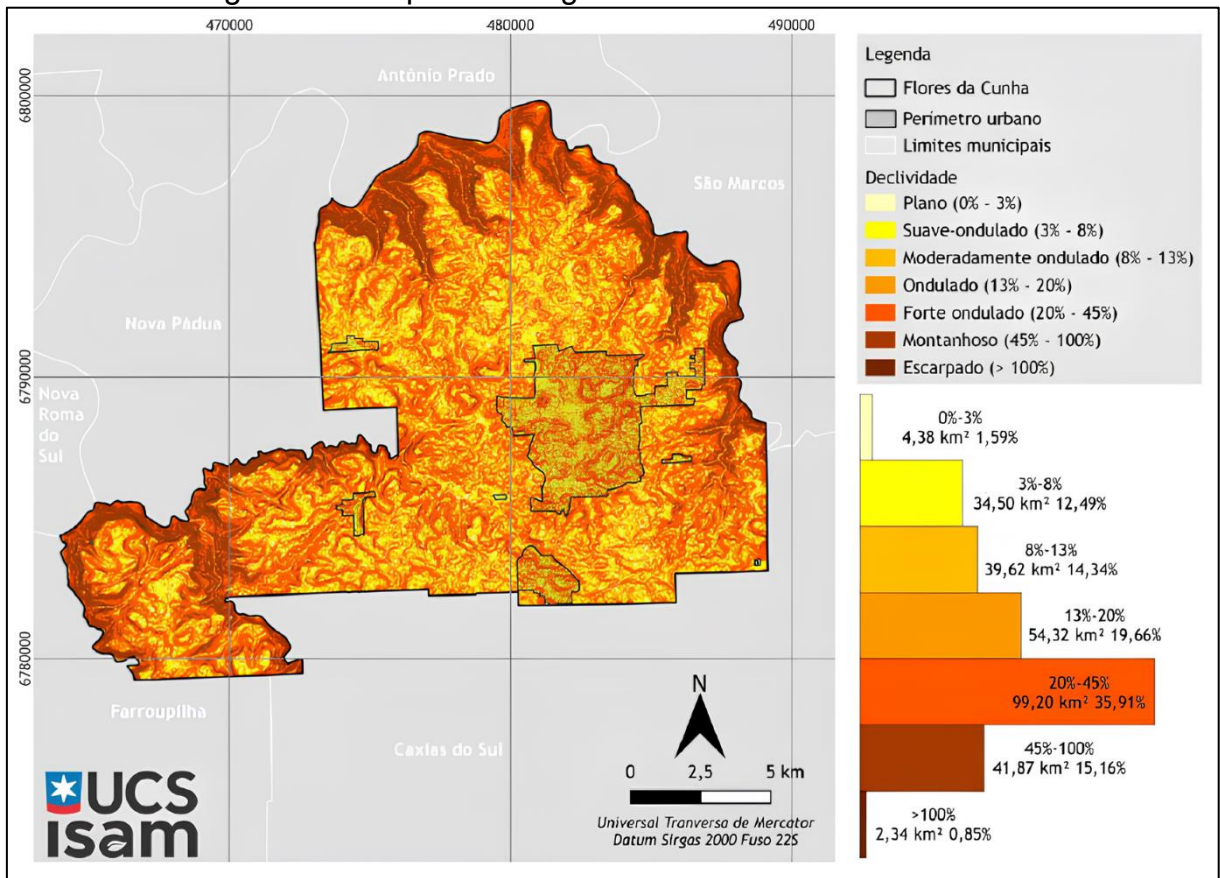 470000
480000
490000
6800000
6790000
6780000
Antônio Prado
São Marcos
Nova Pádua
Nova
Roma
do
Sul
Farroupilha
Caxias do Sul
UCS
isam
N
0 2,5 5 km
Universal Tranversa de Mercator
Datum Sirgas 2000 Fuso 22S
Legenda
Flores da Cunha
Perímetro urbano
Limites municipais
Declividade
Plano (0% - 3%)
Suave-ondulado (3% - 8%)
Moderadamente ondulado (8% - 13%)
Ondulado (13% - 20%)
Forte ondulado (20% - 45%)
Montanhoso (45% - 100%)
Escarpado (> 100%)
0%-3%
4,38 km² 1,59%
3%-8%
34,50 km² 12,49%
8%-13%
39,62 km² 14,34%
13%-20%
54,32 km² 19,66%
20%-45%
99,20 km² 35,91%
45%-100%
41,87 km² 15,16%
>100%
2,34 km² 0,85%